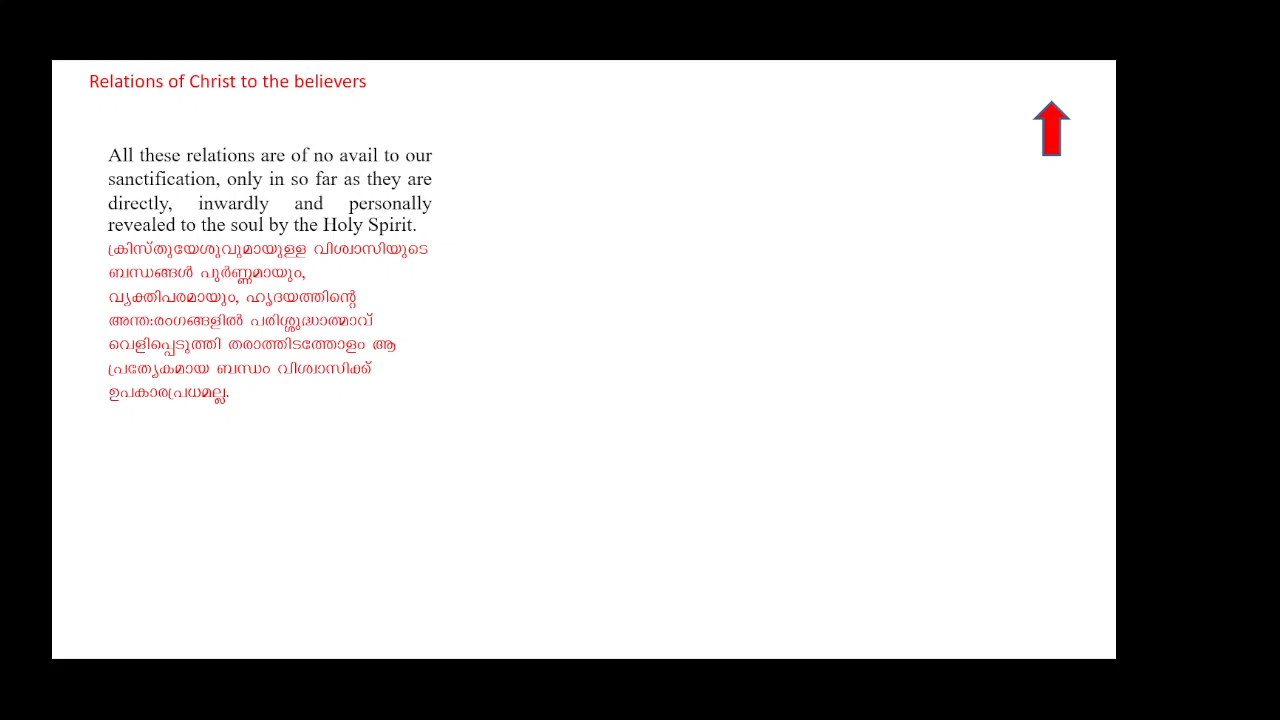 Relations of Christ to the believers
All these relations are of no avail to our
sanctification, only in so far as they are
directly, inwardly and personally
revealed to the soul by the Holy Spirit.
ക്രിസ്തുയേശുവുമായുള്ള വിശ്വാസിയുടെ
ബന്ധങ്ങൾ പുർണ്ണമായും,
വ്യക്തിപരമായും, ഹൃദയത്തിന്റെ
അന്ത:രംഗങ്ങളിൽ പരിശ്ശുദ്ധാത്മാവ്
വെളിപ്പെടുത്തി തരാത്തിടത്തോളം ആ
പ്രത്യേകമായ ബന്ധം വിശ്വാസിക്ക്
ഉപകാരപ്രധമല്ല.